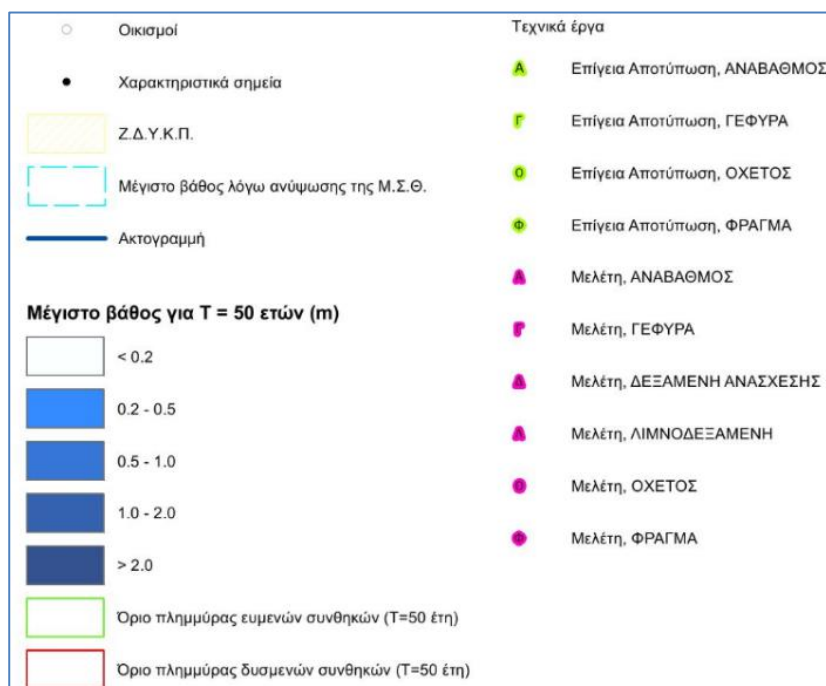 Οικισμοί
Χαρακτηριστικά σημεία
Ζ.Δ.Υ.Κ.Π.
Μέγιστο βάθος λόγω ανύψωσης της Μ.Σ.Θ.
Ακτογραμμή
Μέγιστο βάθος για T = 50 ετών (m)
< 0.2
0.2 - 0.5
0.5 - 1.0
1.0 - 2.0
> 2.0
Όριο πλημμύρας ευμενών συνθηκών (T=50 έτη)
Όριο πλημμύρας δυσμενών συνθηκών (T=50 έτη)
Τεχνικά έργα
Α Επίγεια Αποτύπωση, ΑΝΑΒΑΘΜΟΣ
Γ Επίγεια Αποτύπωση, ΓΕΦΥΡΑ
Ο Επίγεια Αποτύπωση, ΟΧΕΤΟΣ
Φ Επίγεια Αποτύπωση, ΦΡΑΓΜΑ
Α Μελέτη, ΑΝΑΒΑΘΜΟΣ
Γ Μελέτη, ΓΕΦΥΡΑ
Δ Μελέτη, ΔΕΞΑΜΕΝΗ ΑΝΑΣΧΕΣΗΣ
Λ Μελέτη, ΛΙΜΝΟΔΕΞΑΜΕΝΗ
Ο Μελέτη, ΟΧΕΤΟΣ
Φ Μελέτη, ΦΡΑΓΜΑ